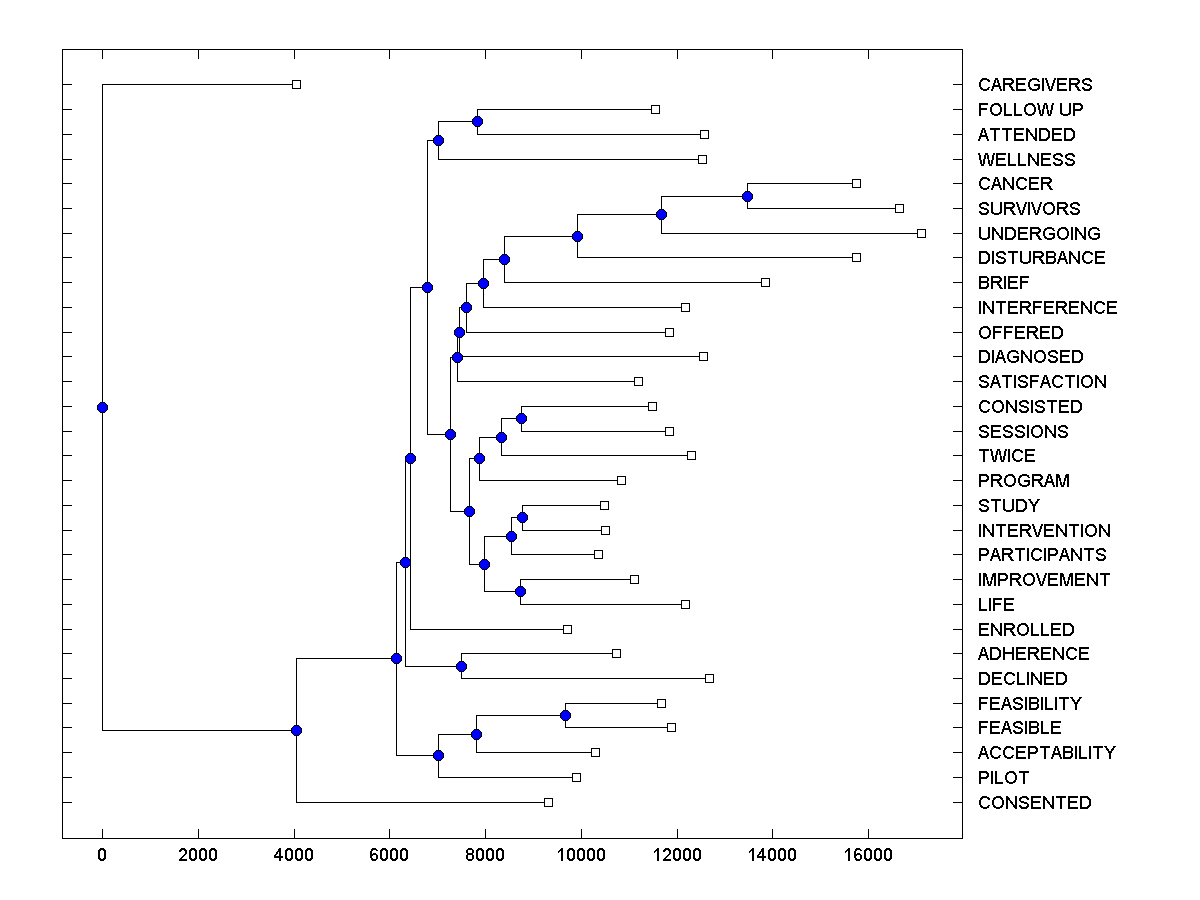 CAREGIVERS
FOLLOW UP
ATTENDED
WELLNESS
CANCER
SURVIVORS
UNDERGOING
DISTURBANCE
BRIEF
INTERFERENCE
OFFERED
DIAGNOSED
SATISFACTION
CONSISTED
SESSIONS
TWICE
PROGRAM
STUDY
INTERVENTION
PARTICIPANTS
IMPROVEMENT
LIFE
ENROLLED
ADHERENCE
DECLINED
FEASIBILITY
FEASIBLE
ACCEPTABILITY
PILOT
CONSENTED
0 2000 4000 6000 8000 10000 12000 14000 16000